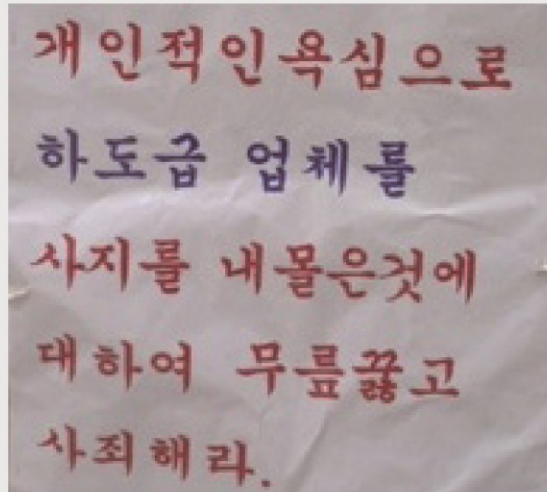 개인적인욕심으로
하도급 업체를
사지를 내몰은것에
대하여 무릎꿇고
사죄해라.